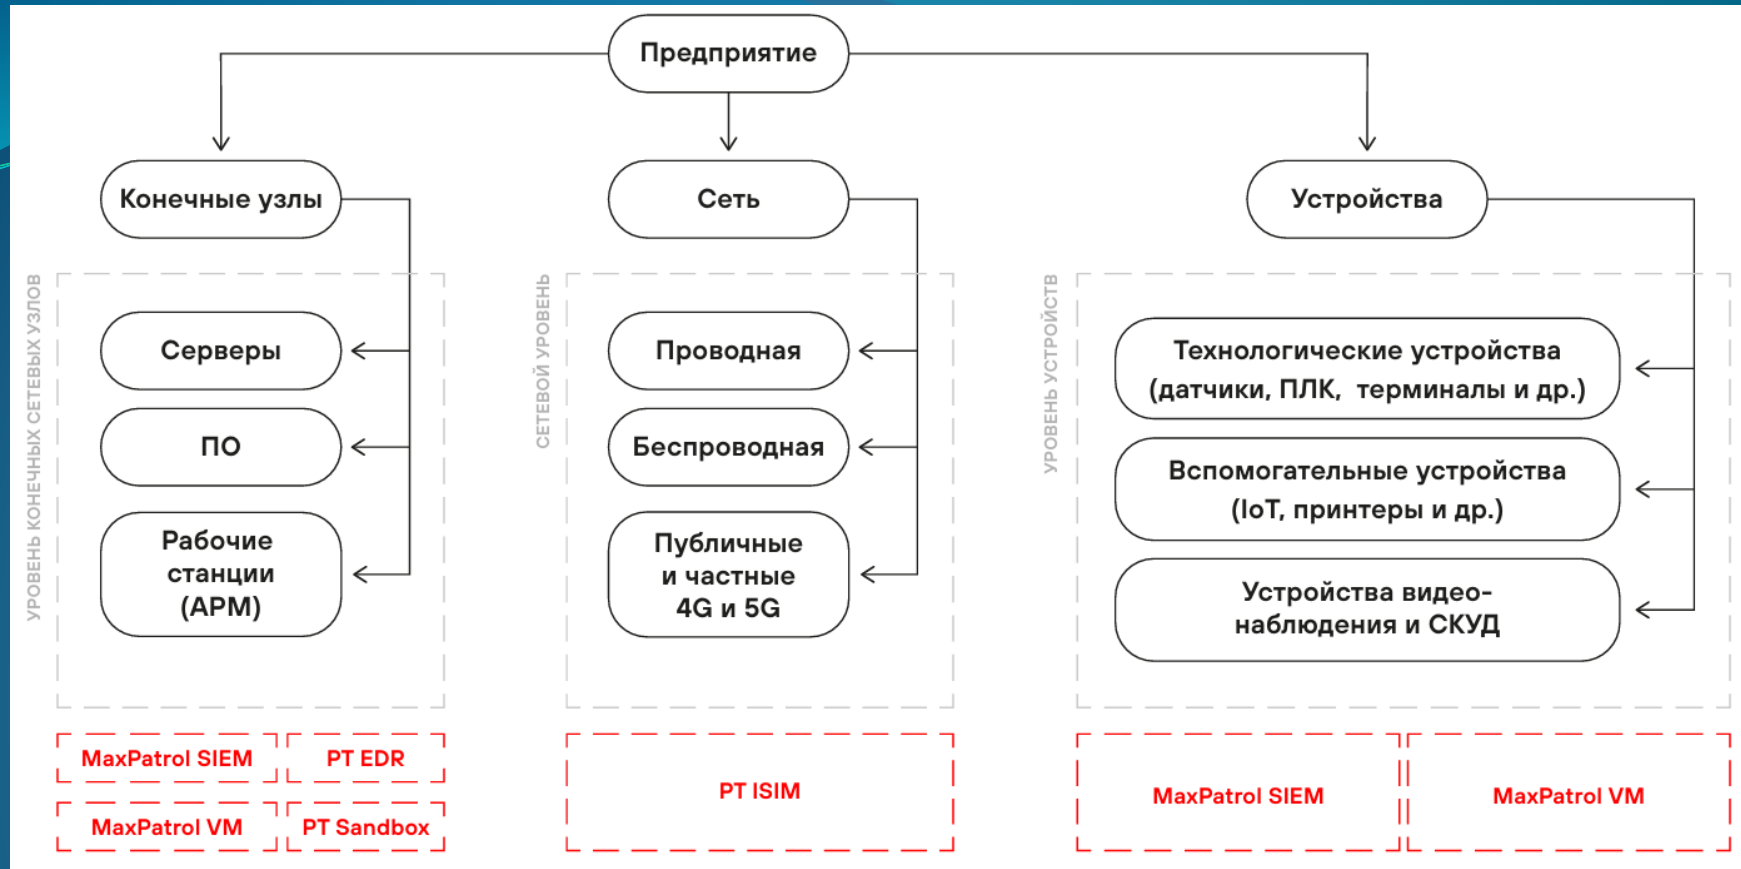 Предприятие
Конечные узлы
Сеть
Устройства
УРОВЕНЬ КОНЕЧНЫХ СЕТЕВЫХ УЗЛОВ
Серверы
ПО
Рабочие
станции
(АРМ)
СЕТЕВОЙ УРОВЕНЬ
Проводная
Беспроводная
Публичные
и частные
4G и 5G
УРОВЕНЬ УСТРОЙСТВ
Технологические устройства
(датчики, ПЛК, терминалы и др.)
Вспомогательные устройства
(IoT, принтеры и др.)
Устройства видео-
наблюдения и СКУД
MaxPatrol SIEM
PT EDR
MaxPatrol VM
PT Sandbox
PT ISIM
MaxPatrol SIEM
MaxPatrol VM